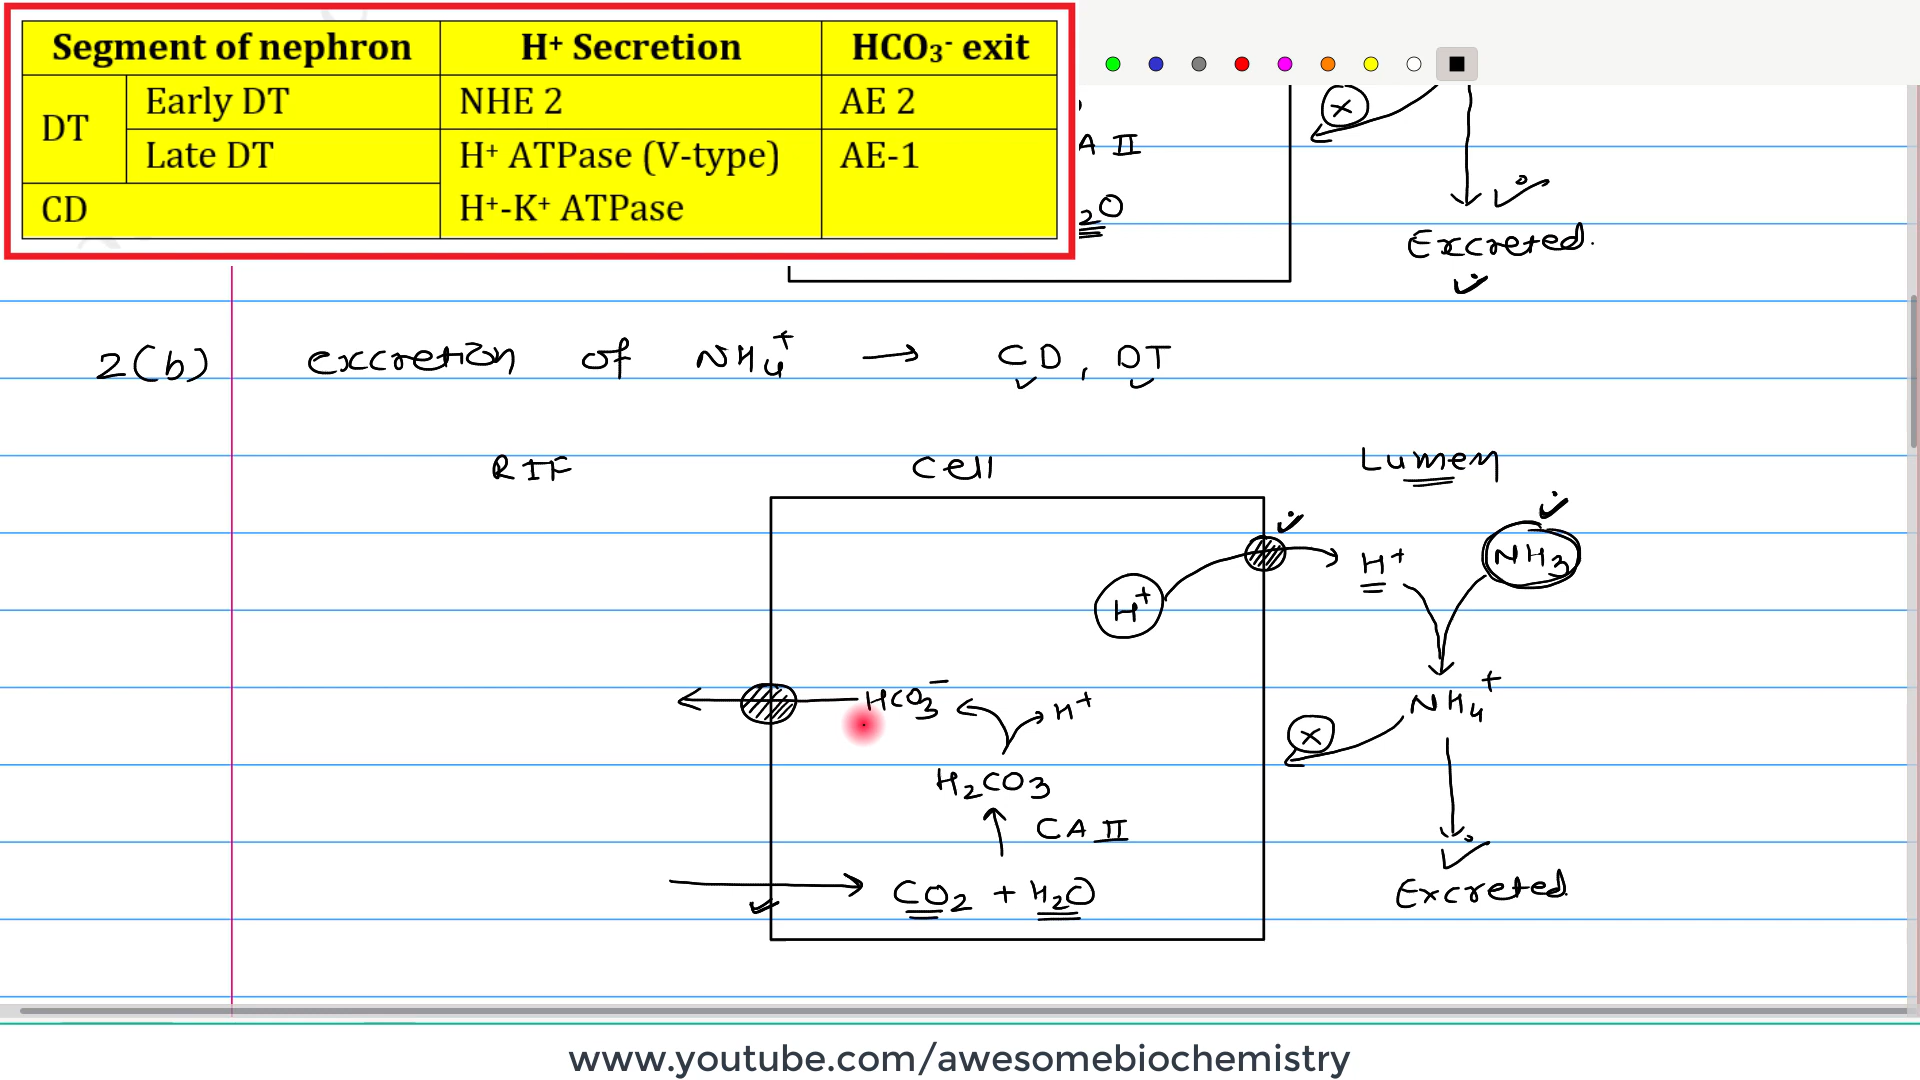 Segment of nephron H⁺ Secretion HCO₃⁻ exit
DT Early DT NHE 2 AE 2
Late DT H⁺ ATPase (V-type) AE-1
CD H⁺-K⁺ ATPase
x
A II
₂O
Excreted.
2(b) excretion of NH₄⁺ → CD, DT
RIF Cell Lumen
H⁺ NH₃
H⁺
HCO₃⁻ H⁺ NH₄⁺
x
H₂CO₃
CA II
CO₂ + H₂O Excreted
www.youtube.com/awesomebiochemistry